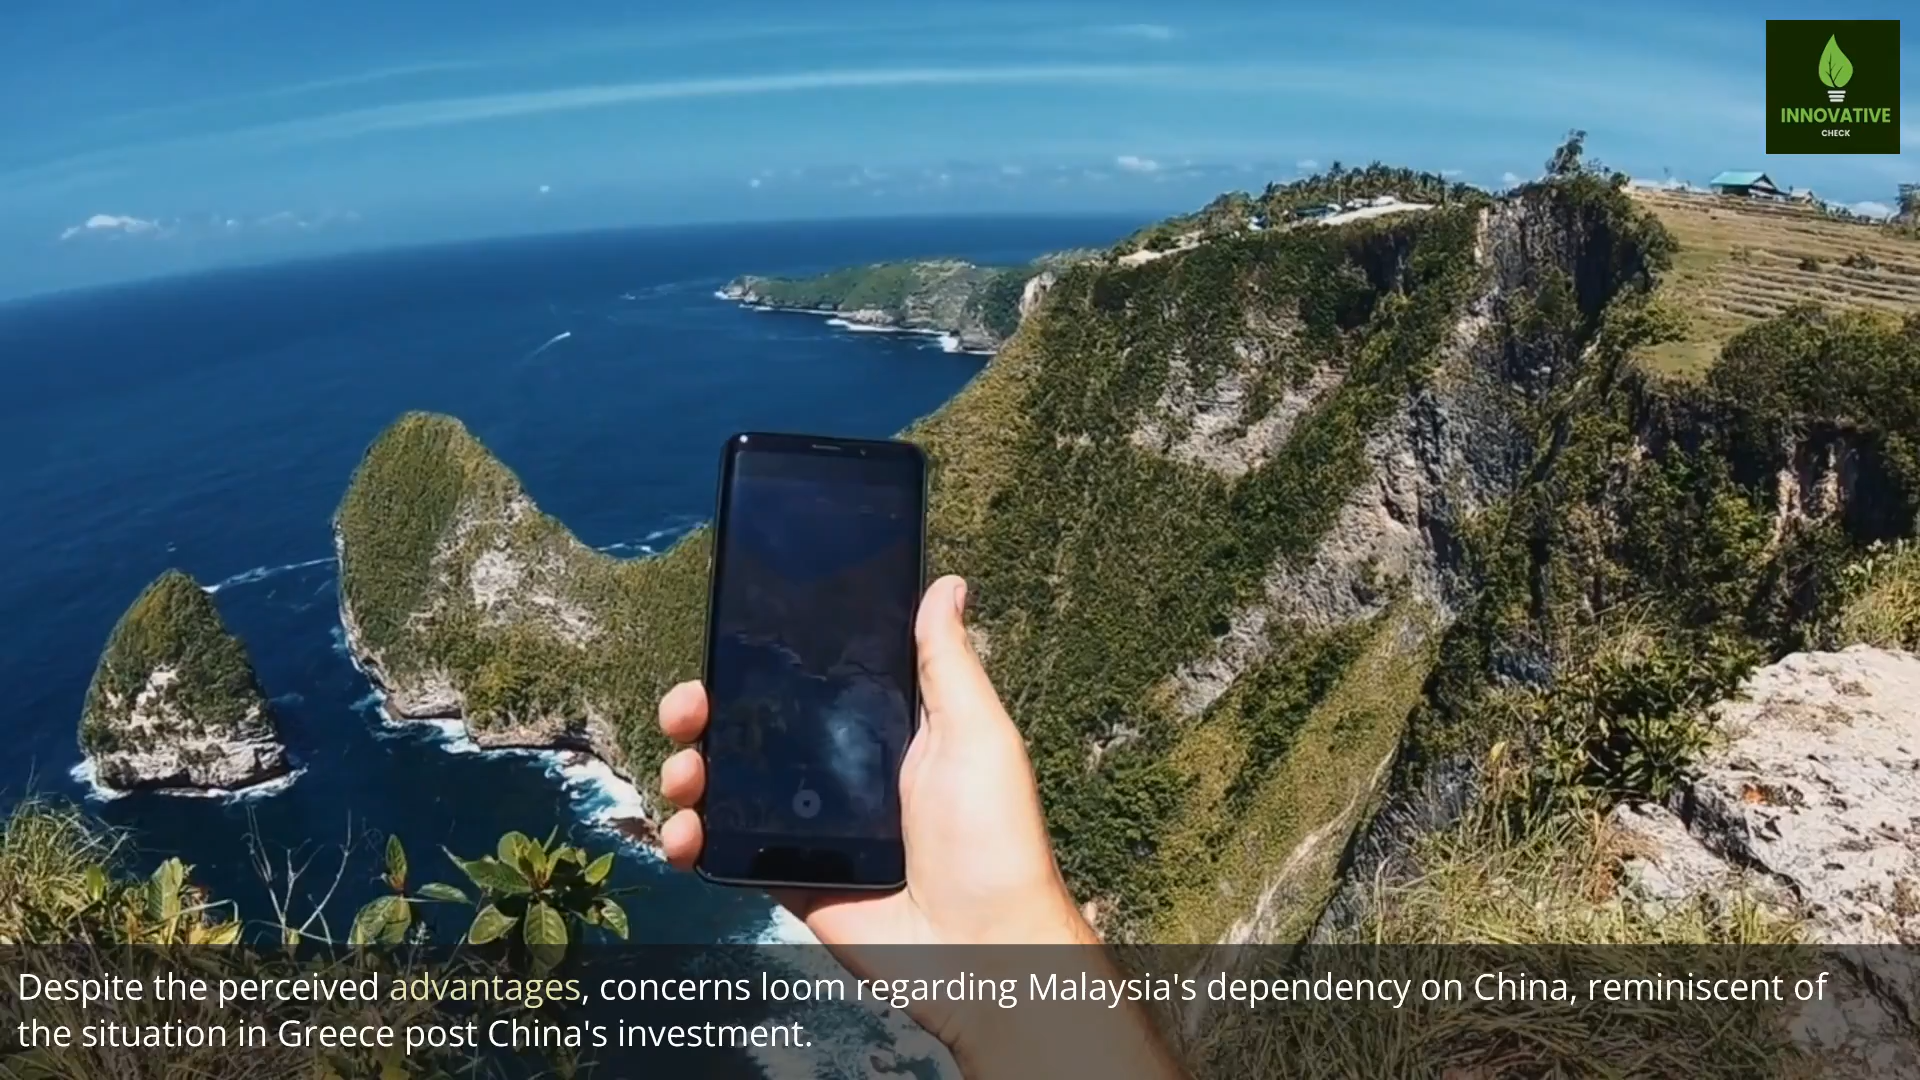 INNOVATIVE
CHECK
Despite the perceived advantages, concerns loom regarding Malaysia's dependency on China, reminiscent of
the situation in Greece post China's investment.